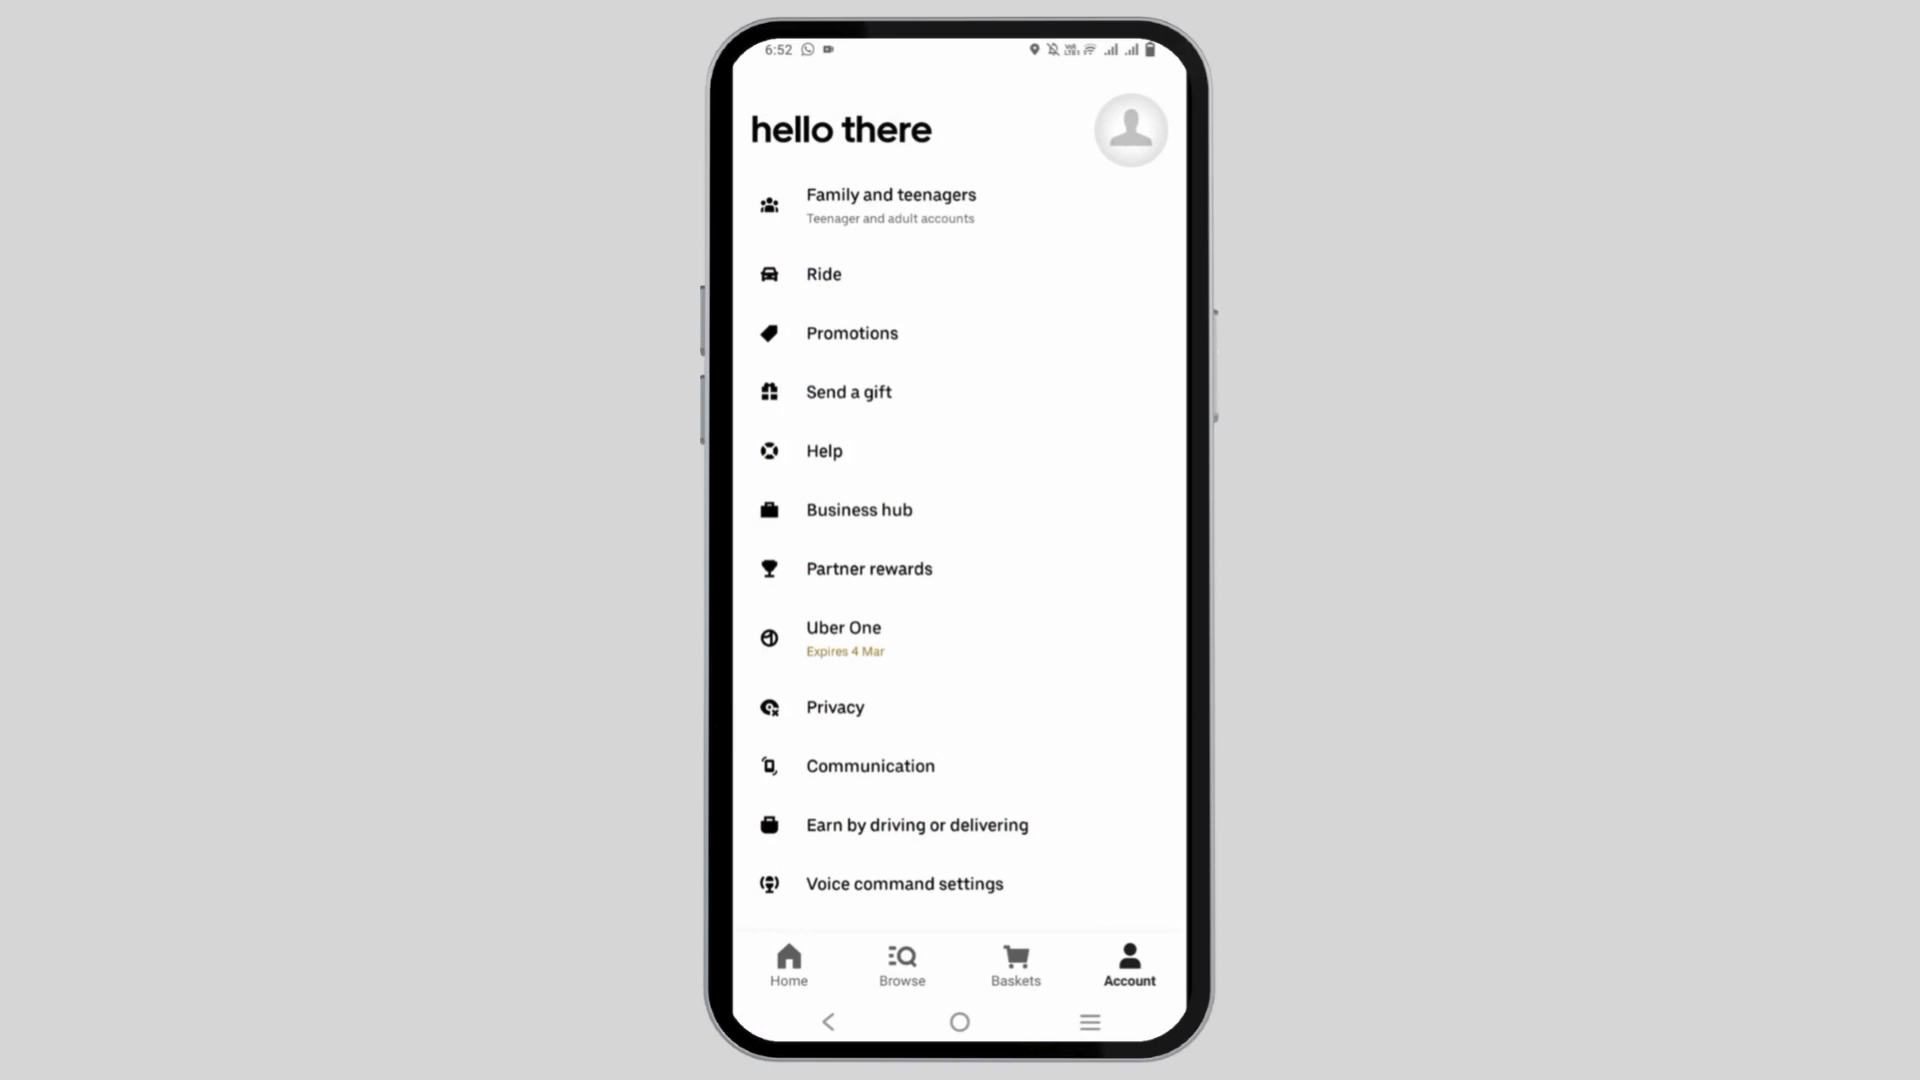 6:52
hello there
Family and teenagers
Teenager and adult accounts
Ride
Promotions
Send a gift
Help
Business hub
Partner rewards
Uber One
Expires 4 Mar
Privacy
Communication
Earn by driving or delivering
Voice command settings
Home
Browse
Baskets
Account